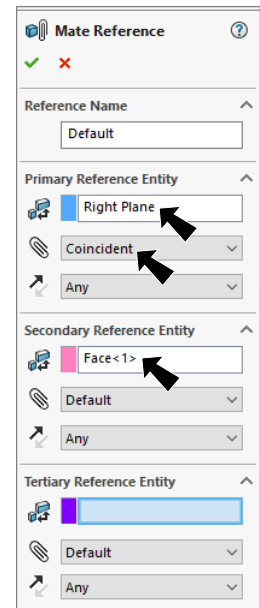 Mate Reference
Reference Name
Default
Primary Reference Entity
Right Plane
Coincident
Any
Secondary Reference Entity
Face<1>
Default
Any
Tertiary Reference Entity
Default
Any